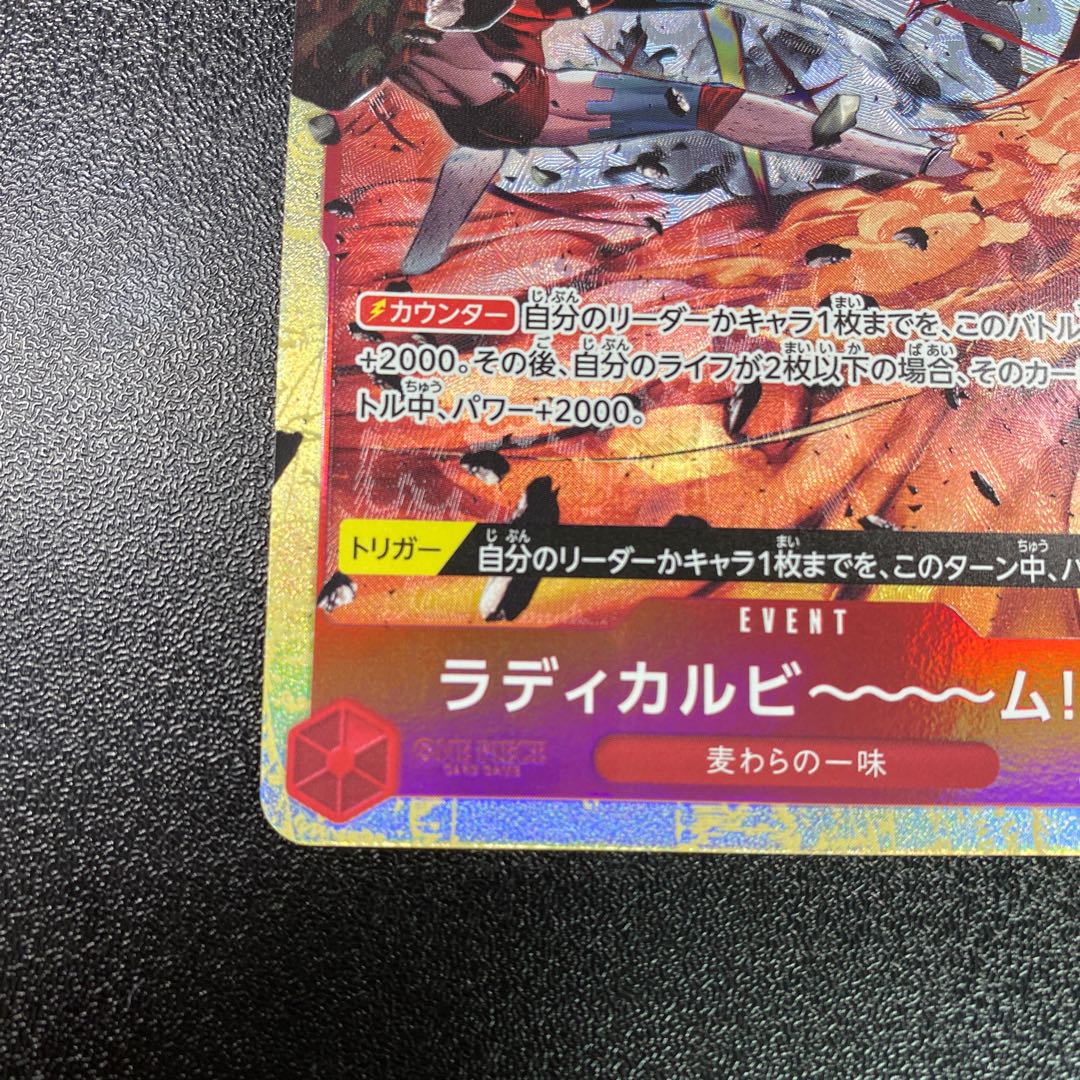 カウンター 自分のリーダーかキャラ1枚までを、このバトル
+2000。その後、自分のライフが2枚以下の場合、そのカー
トル中、パワー+2000。
トリガー 自分のリーダーかキャラ1枚までを、このターン中、パ
EVENT
ラディカルビ〜〜〜〜ム!
ONE PIECE
CARD GAME
麦わらの一味